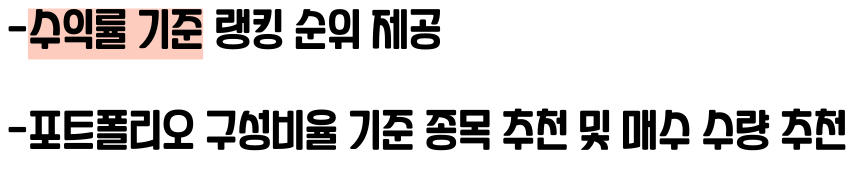 -수익률 기준 랭킹 순위 제공
-포트폴리오 구성비율 기준 종목 추천 및 매수 수량 추천